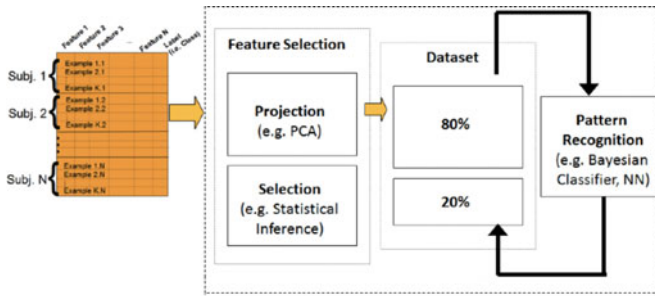 Feature 1
Feature 2
Feature 3
...
Feature N
Label
(i.e. Class)
Subj. 1
Example 1,1
Example 2,1
Example K,1
Subj. 2
Example 1,2
Example 2,2
Example K,2
Subj. N
Example 1,N
Example 2,N
Example K,N
Feature Selection
Projection
(e.g. PCA)
Selection
(e.g. Statistical
Inference)
Dataset
80%
20%
Pattern
Recognition
(e.g. Bayesian
Classifier, NN)